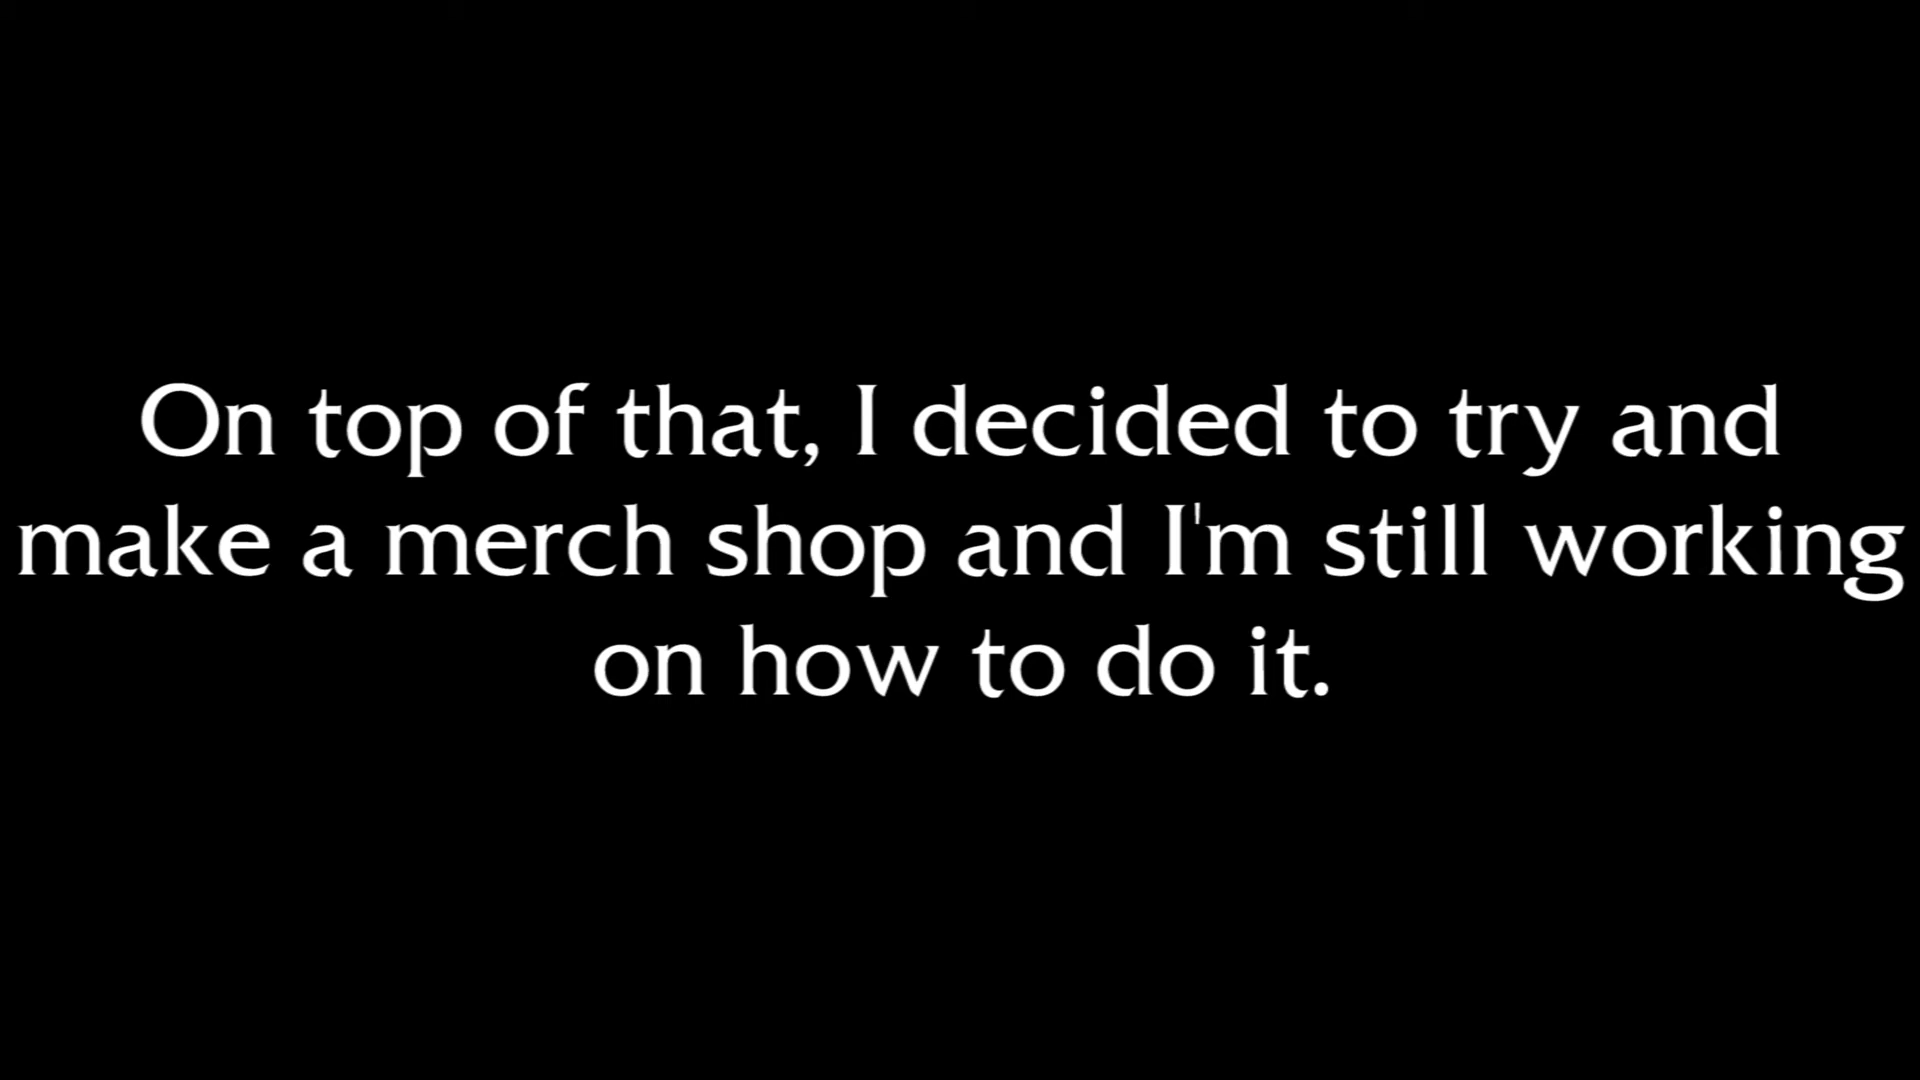 On top of that, I decided to try and
make a merch shop and I'm still working
on how to do it.